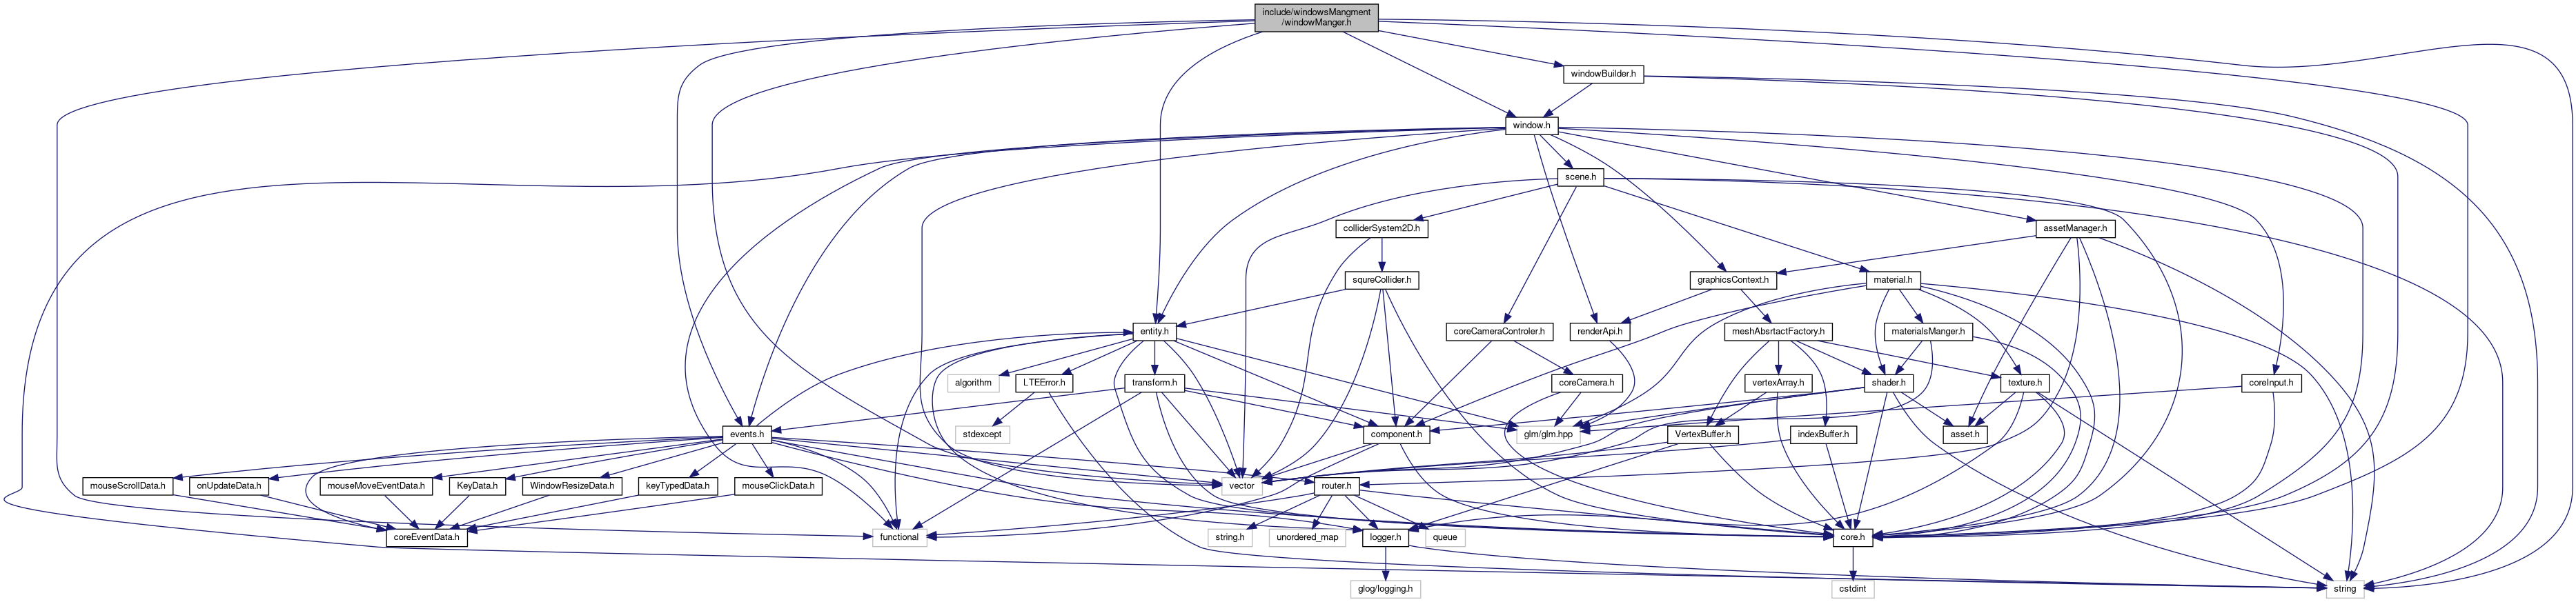 include/windowsMangment
/windowManger.h
windowBuilder.h
window.h
scene.h
colliderSystem2D.h
assetManager.h
squreCollider.h
graphicsContext.h
material.h
entity.h
coreCameraControler.h
renderApi.h
meshAbsrtactFactory.h
materialsManger.h
algorithm
LTEError.h
transform.h
coreCamera.h
vertexArray.h
shader.h
texture.h
coreInput.h
stdexcept
events.h
component.h
glm/glm.hpp
VertexBuffer.h
indexBuffer.h
asset.h
mouseScrollData.h
onUpdateData.h
mouseMoveEventData.h
KeyData.h
WindowResizeData.h
keyTypedData.h
mouseClickData.h
vector
router.h
coreEventData.h
functional
string.h
unordered_map
logger.h
queue
core.h
glog/logging.h
cstdint
string